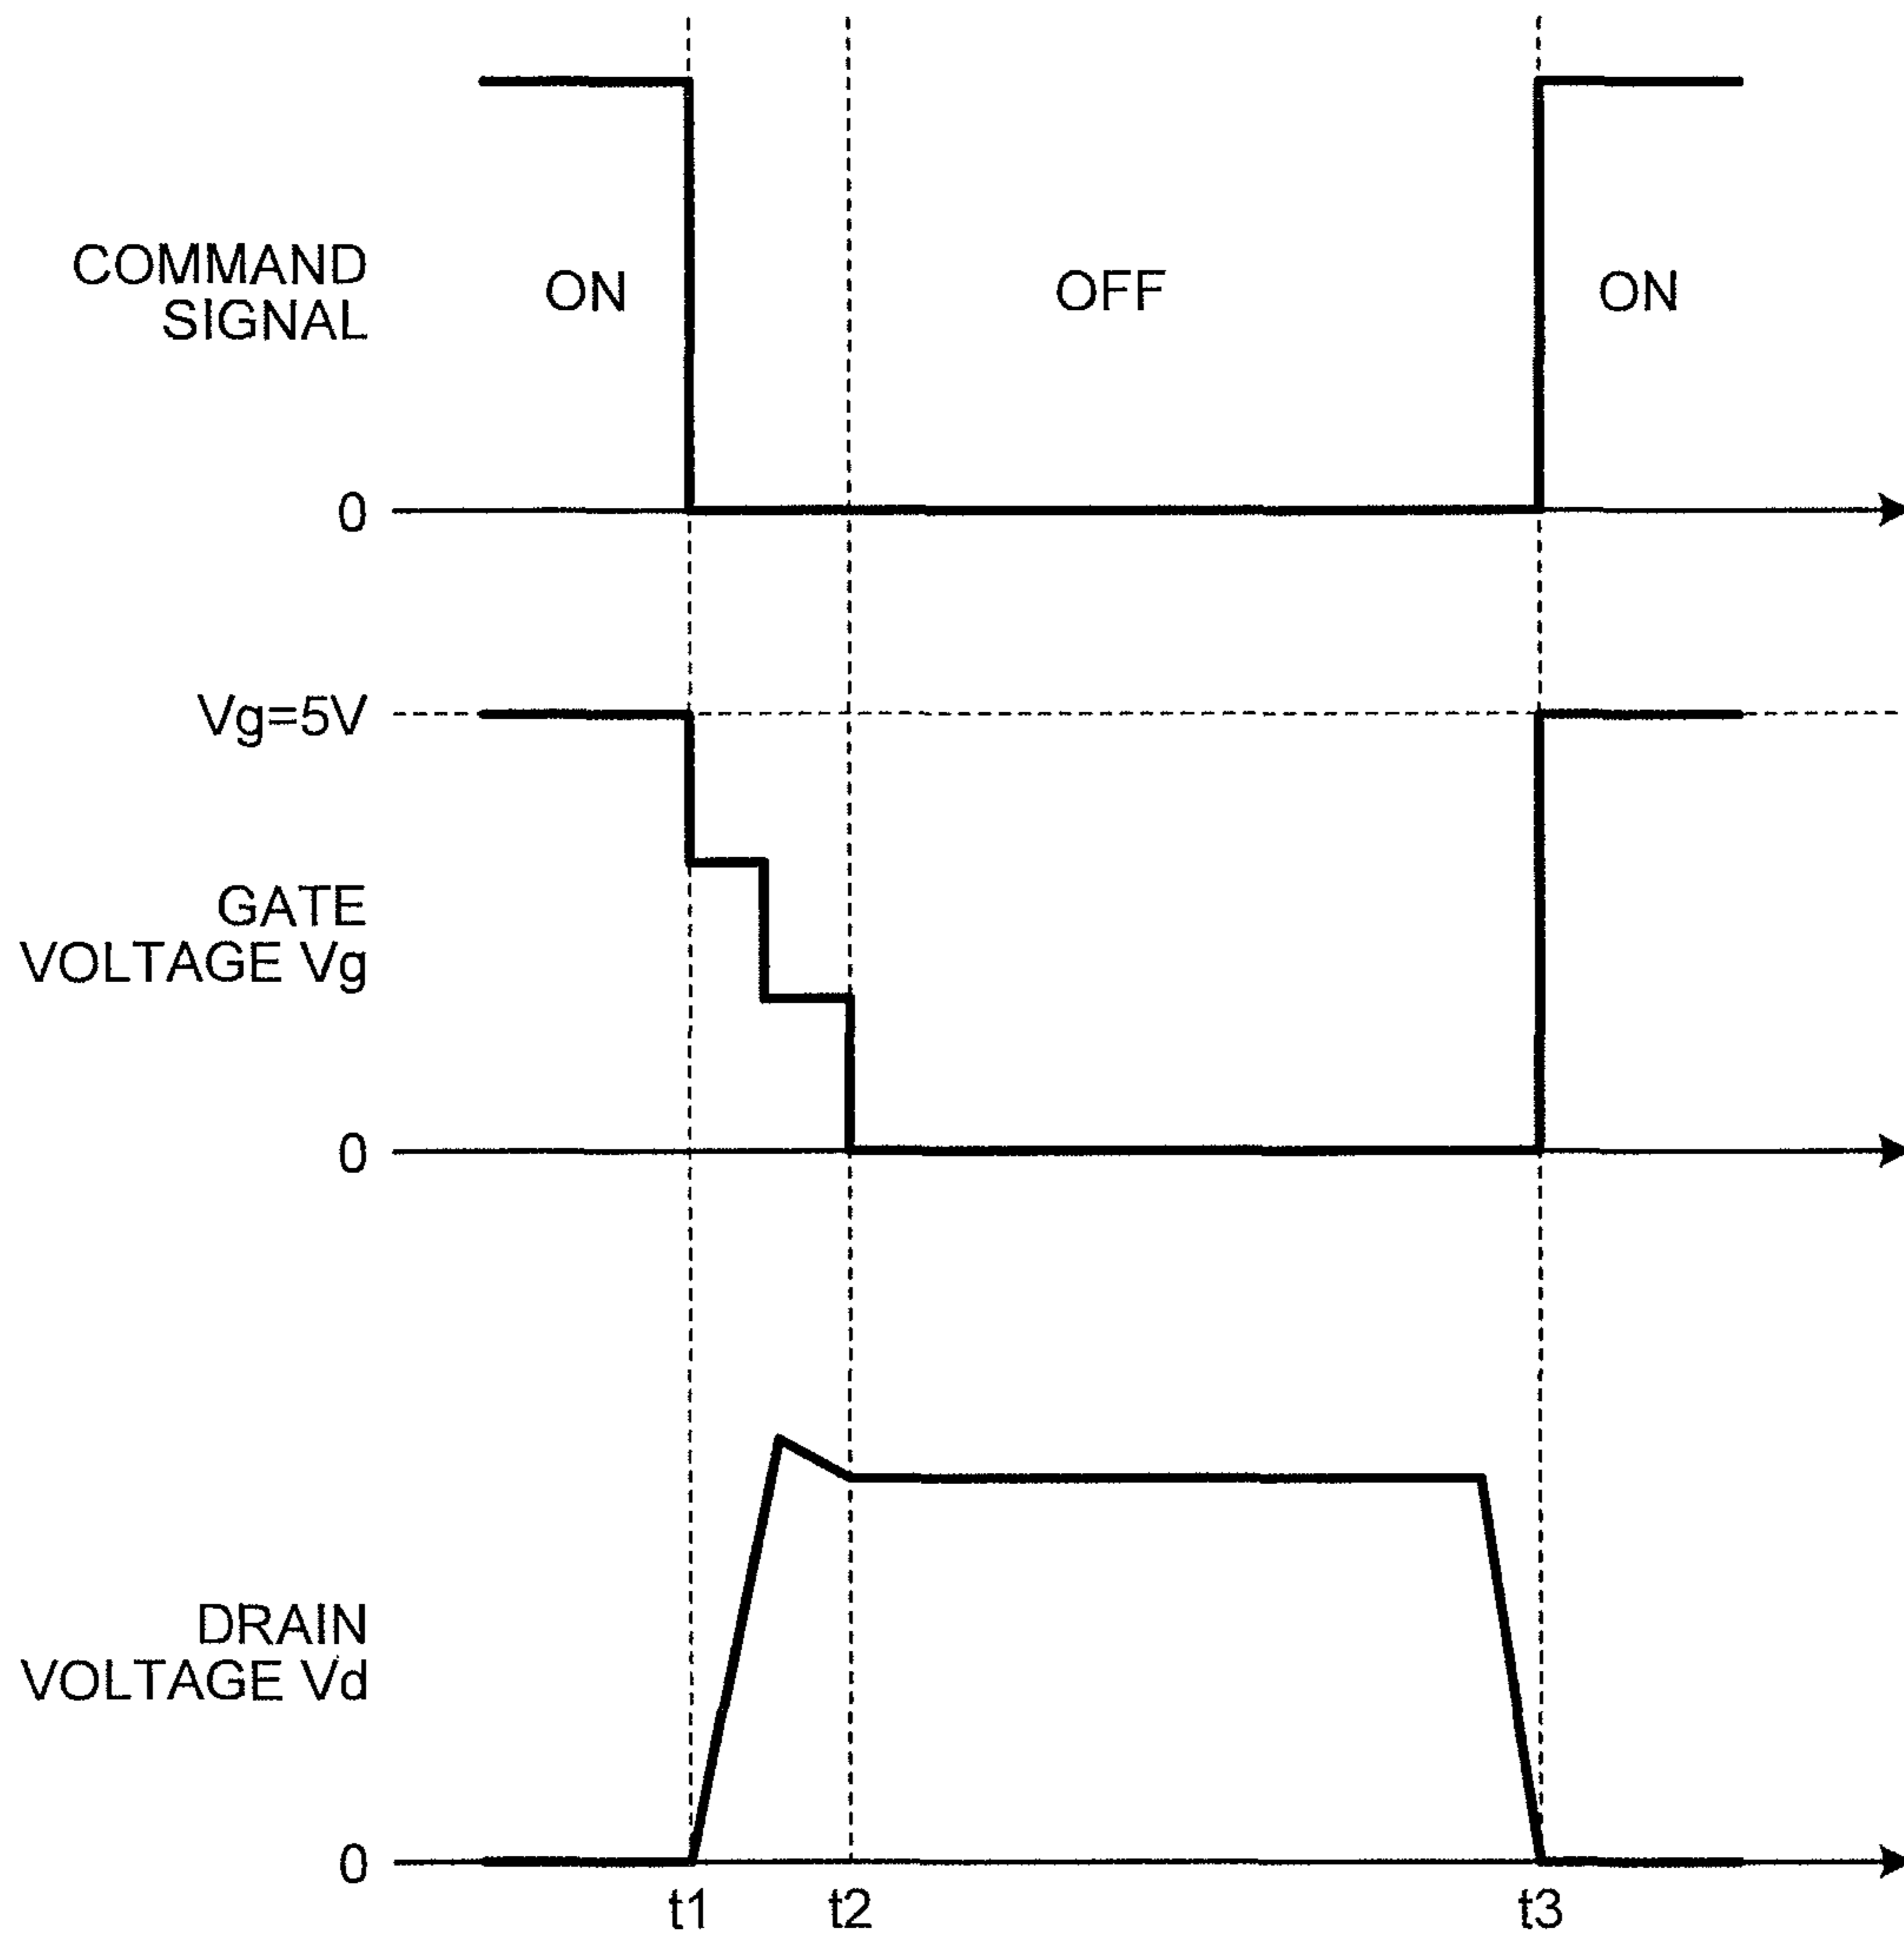 COMMAND
SIGNAL
ON
OFF
ON
0
Vg=5V
GATE
VOLTAGE Vg
0
DRAIN
VOLTAGE Vd
0
t1
t2
t3